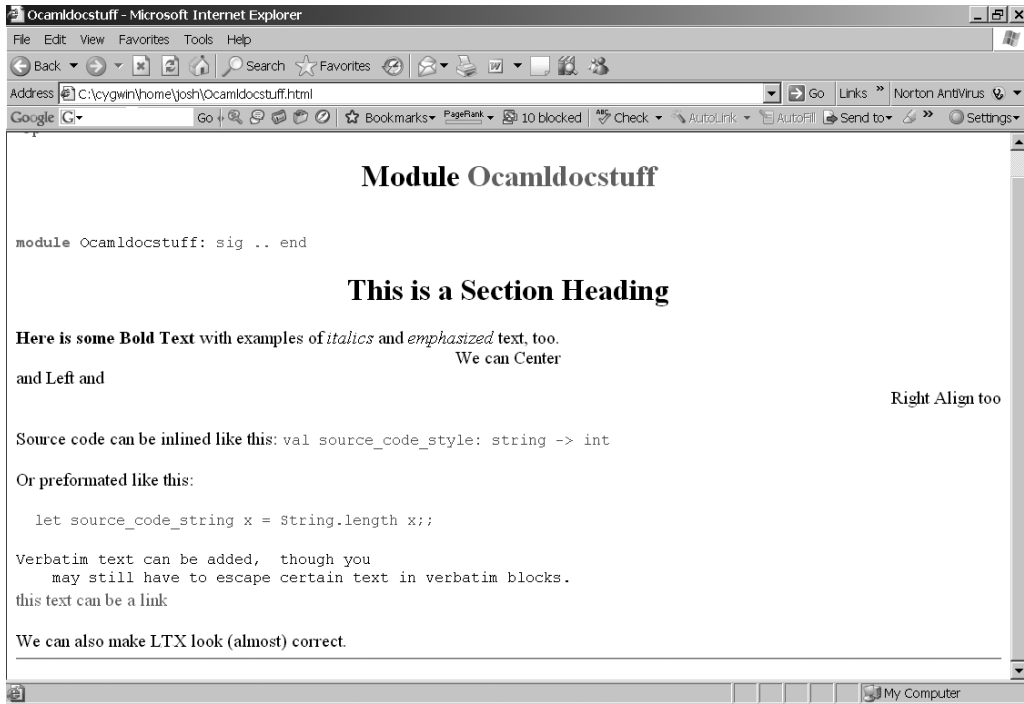 Ocamldocstuff - Microsoft Internet Explorer
File Edit View Favorites Tools Help
Back Search Favorites
Address C:\cygwin\home\josh\Ocamldocstuff.html Go Links » Norton AntiVirus
Google G Go Bookmarks PageRank 10 blocked ABC Check AutoLink AutoFill Send to » Settings
Module Ocamldocstuff
module Ocamldocstuff: sig .. end
This is a Section Heading
Here is some Bold Text with examples of italics and emphasized text, too.
We can Center
and Left and
Right Align too
Source code can be inlined like this: val source_code_style: string -> int
Or preformated like this:
let source_code_string x = String.length x;;
Verbatim text can be added,  though you
may still have to escape certain text in verbatim blocks.
this text can be a link
We can also make LTX look (almost) correct.
My Computer